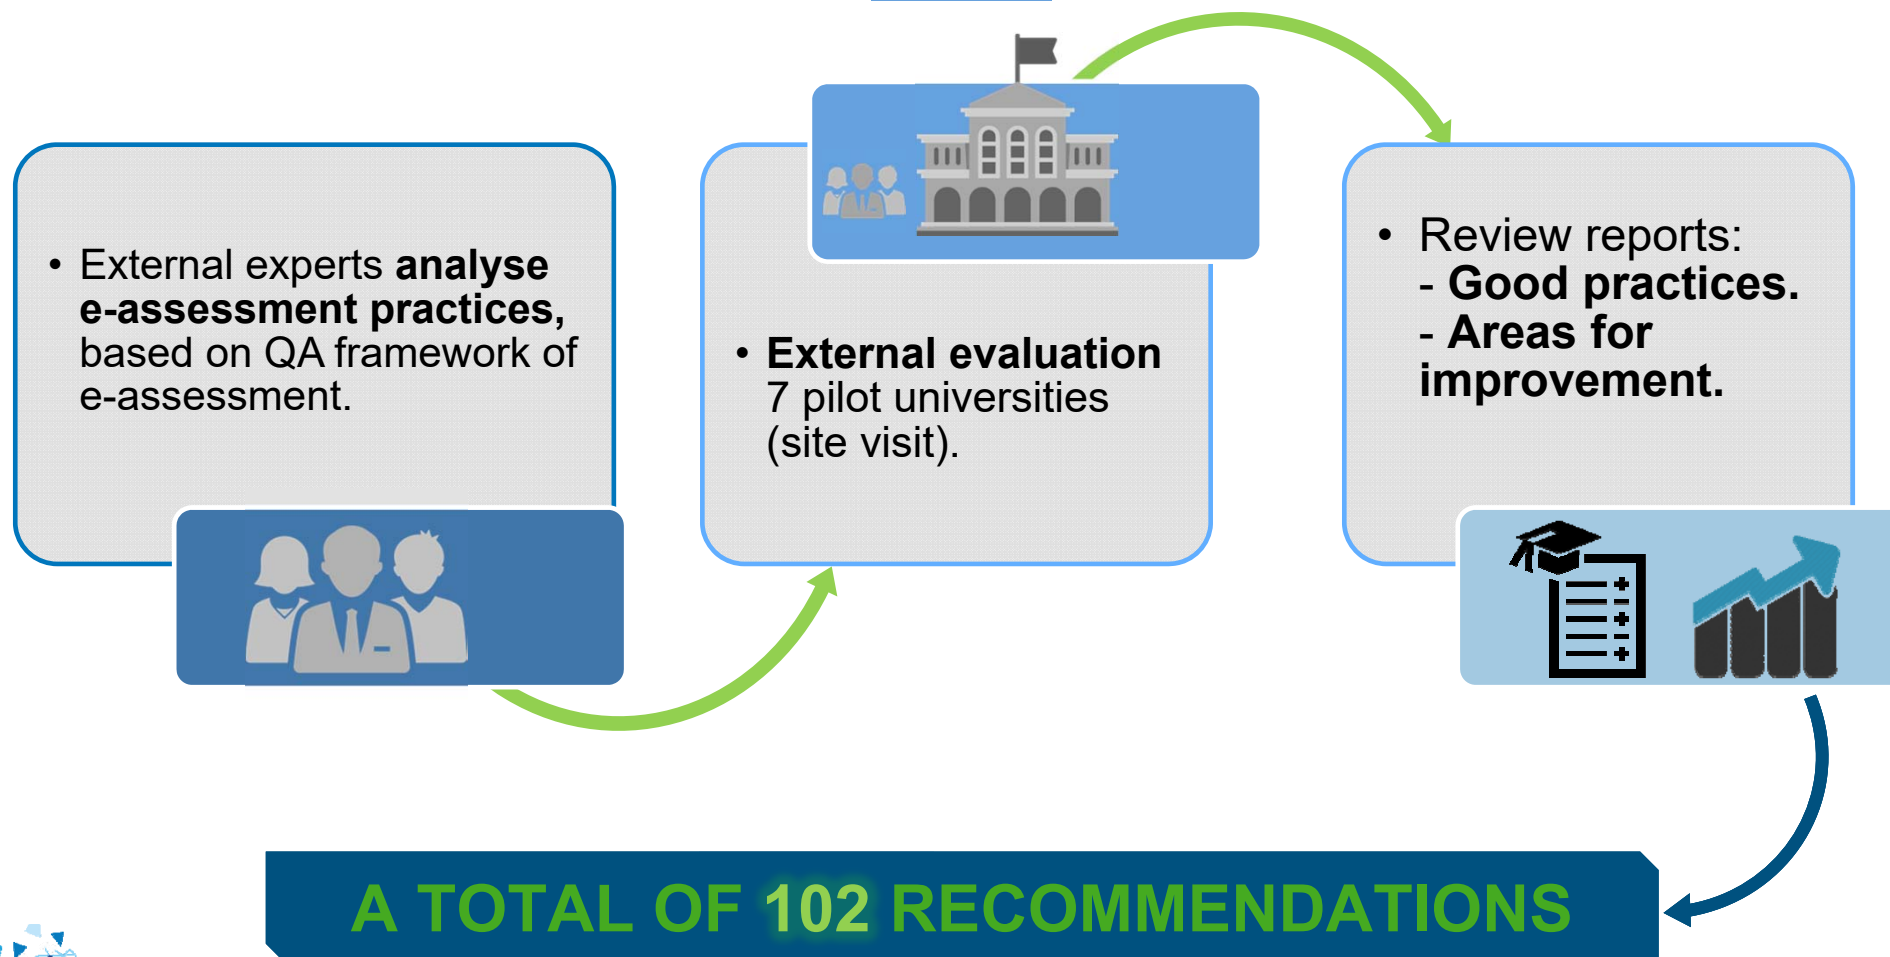 • External experts analyse
e-assessment practices,
based on QA framework of
e-assessment.
• External evaluation
7 pilot universities
(site visit).
• Review reports:
- Good practices.
- Areas for
improvement.
A TOTAL OF 102 RECOMMENDATIONS